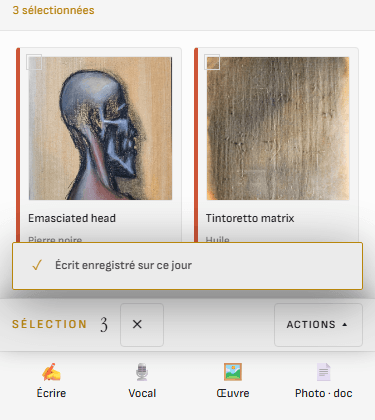 3 sélectionnées
Emasciated head
Tintoretto matrix
Pierre noire
Huile
✓ Écrit enregistré sur ce jour
SÉLECTION 3 ✕ ACTIONS ▲
Écrire Vocal Œuvre Photo · doc